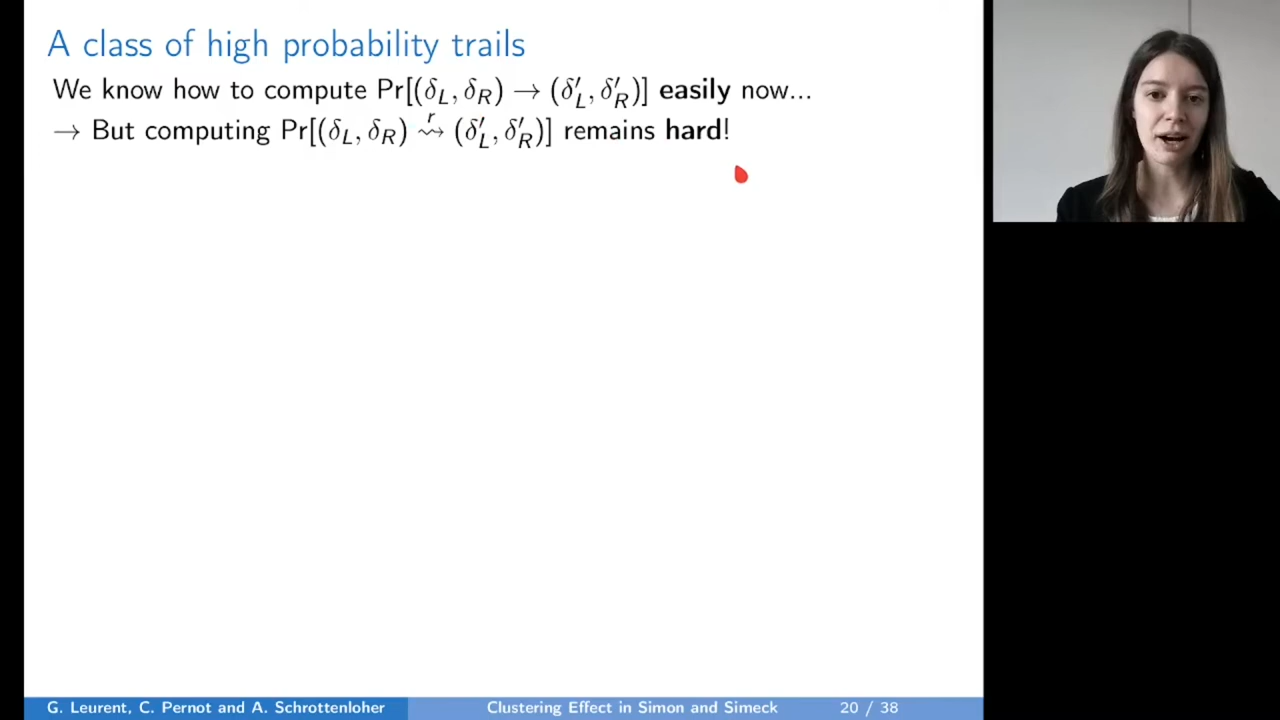 A class of high probability trails
We know how to compute Pr[(δ_L, δ_R) → (δ′_L, δ′_R)] easily now...
→ But computing Pr[(δ_L, δ_R) ⇝^r (δ′_L, δ′_R)] remains hard!
G. Leurent, C. Pernot and A. Schrottenloher Clustering Effect in Simon and Simeck 20 / 38